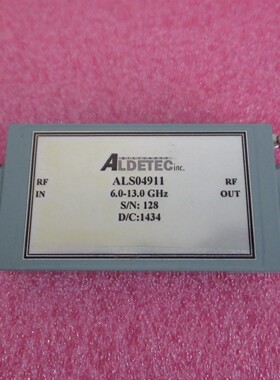 ALDETEC inc.
ALS04911
RF RF
IN 6.0-13.0 GHz OUT
S/N: 128
D/C:1434